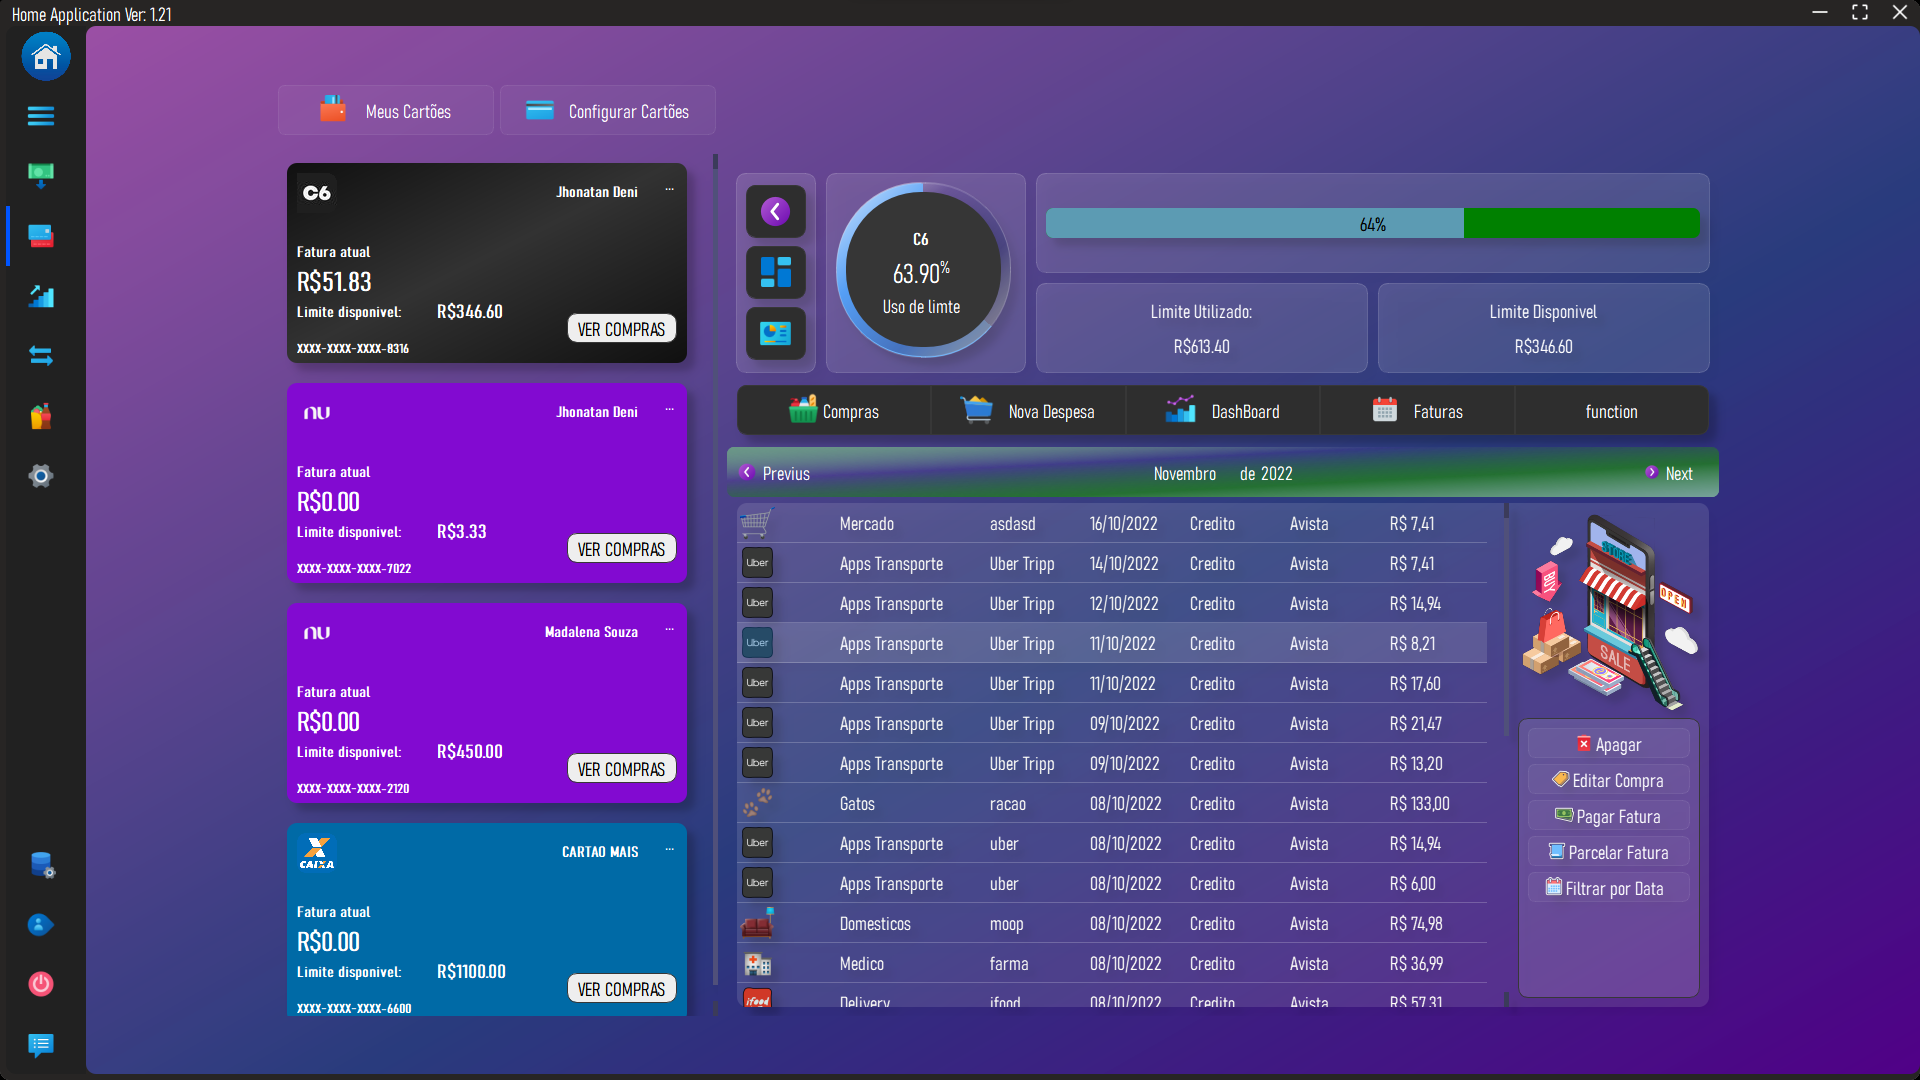 Home Application Ver: 1.21
Meus Cartões
Configurar Cartões
C6
Jhonatan Deni
...
Fatura atual
R$51.83
Limite disponivel:
R$346.60
VER COMPRAS
XXXX-XXXX-XXXX-8316
nu
Jhonatan Deni
...
Fatura atual
R$0.00
Limite disponivel:
R$3.33
VER COMPRAS
XXXX-XXXX-XXXX-7022
nu
Madalena Souza
...
Fatura atual
R$0.00
Limite disponivel:
R$450.00
VER COMPRAS
XXXX-XXXX-XXXX-2120
CAIXA
CARTAO MAIS
...
Fatura atual
R$0.00
Limite disponivel:
R$1100.00
VER COMPRAS
XXXX-XXXX-XXXX-6600
C6
63.90%
Uso de limte
64%
Limite Utilizado:
R$613.40
Limite Disponivel
R$346.60
Compras
Nova Despesa
DashBoard
Faturas
function
Previus
Novembro de 2022
Next
Mercado asdasd 16/10/2022 Credito Avista R$ 7,41
Uber Apps Transporte Uber Tripp 14/10/2022 Credito Avista R$ 7,41
Uber Apps Transporte Uber Tripp 12/10/2022 Credito Avista R$ 14,94
Uber Apps Transporte Uber Tripp 11/10/2022 Credito Avista R$ 8,21
Uber Apps Transporte Uber Tripp 11/10/2022 Credito Avista R$ 17,60
Uber Apps Transporte Uber Tripp 09/10/2022 Credito Avista R$ 21,47
Uber Apps Transporte Uber Tripp 09/10/2022 Credito Avista R$ 13,20
Gatos racao 08/10/2022 Credito Avista R$ 133,00
Uber Apps Transporte uber 08/10/2022 Credito Avista R$ 14,94
Uber Apps Transporte uber 08/10/2022 Credito Avista R$ 6,00
Domesticos moop 08/10/2022 Credito Avista R$ 74,98
Medico farma 08/10/2022 Credito Avista R$ 36,99
ifood Delivery ifood 08/10/2022 Credito Avista R$ 57,31
STORES
BUY
OPEN
SALE
Apagar
Editar Compra
Pagar Fatura
Parcelar Fatura
Filtrar por Data